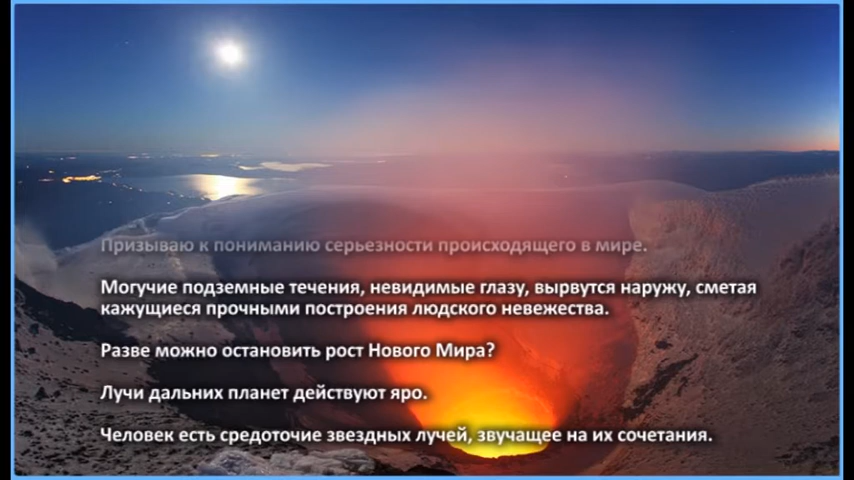 Призываю к пониманию серьезности происходящего в мире.
Могучие подземные течения, невидимые глазу, вырвутся наружу, сметая
кажущиеся прочными построения людского невежества.
Разве можно остановить рост Нового Мира?
Лучи дальних планет действуют яро.
Человек есть средоточие звездных лучей, звучащее на их сочетания.